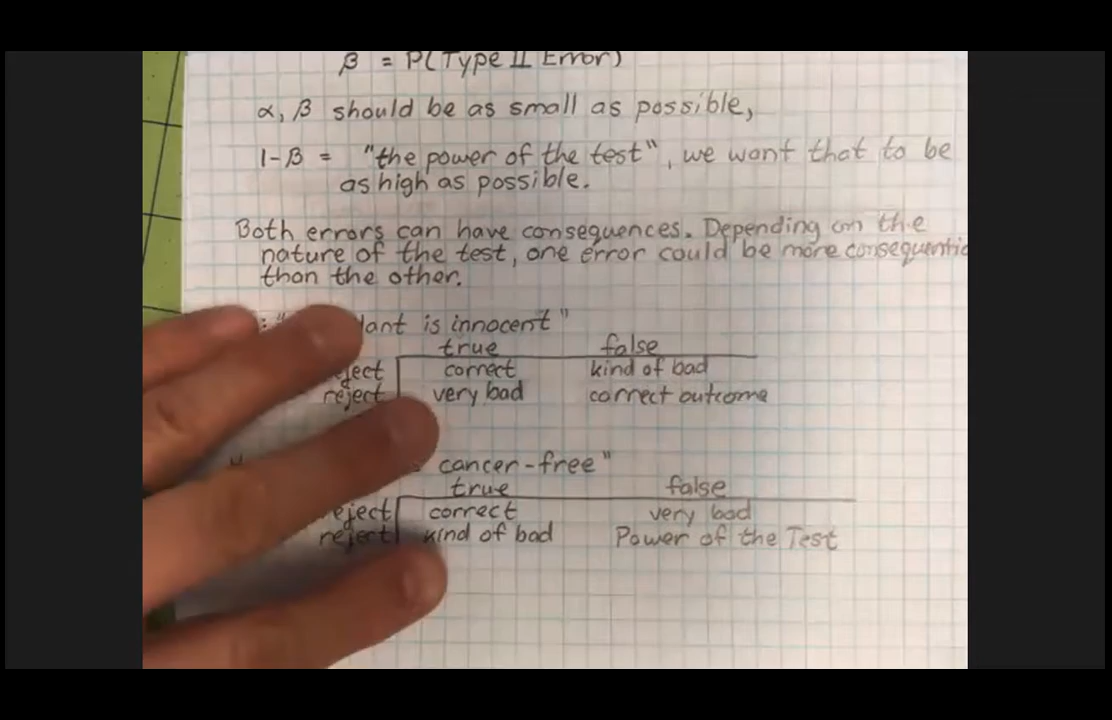 β = P(Type II Error)
α, β should be as small as possible,
1-β = "the power of the test", we want that to be
as high as possible.
Both errors can have consequences. Depending on the
nature of the test, one error could be more
than the other.
is innocent"
true false
correct kind of bad
reject very bad correct outcome
cancer-free"
true false
correct very bad
reject kind of bad Power of the Test